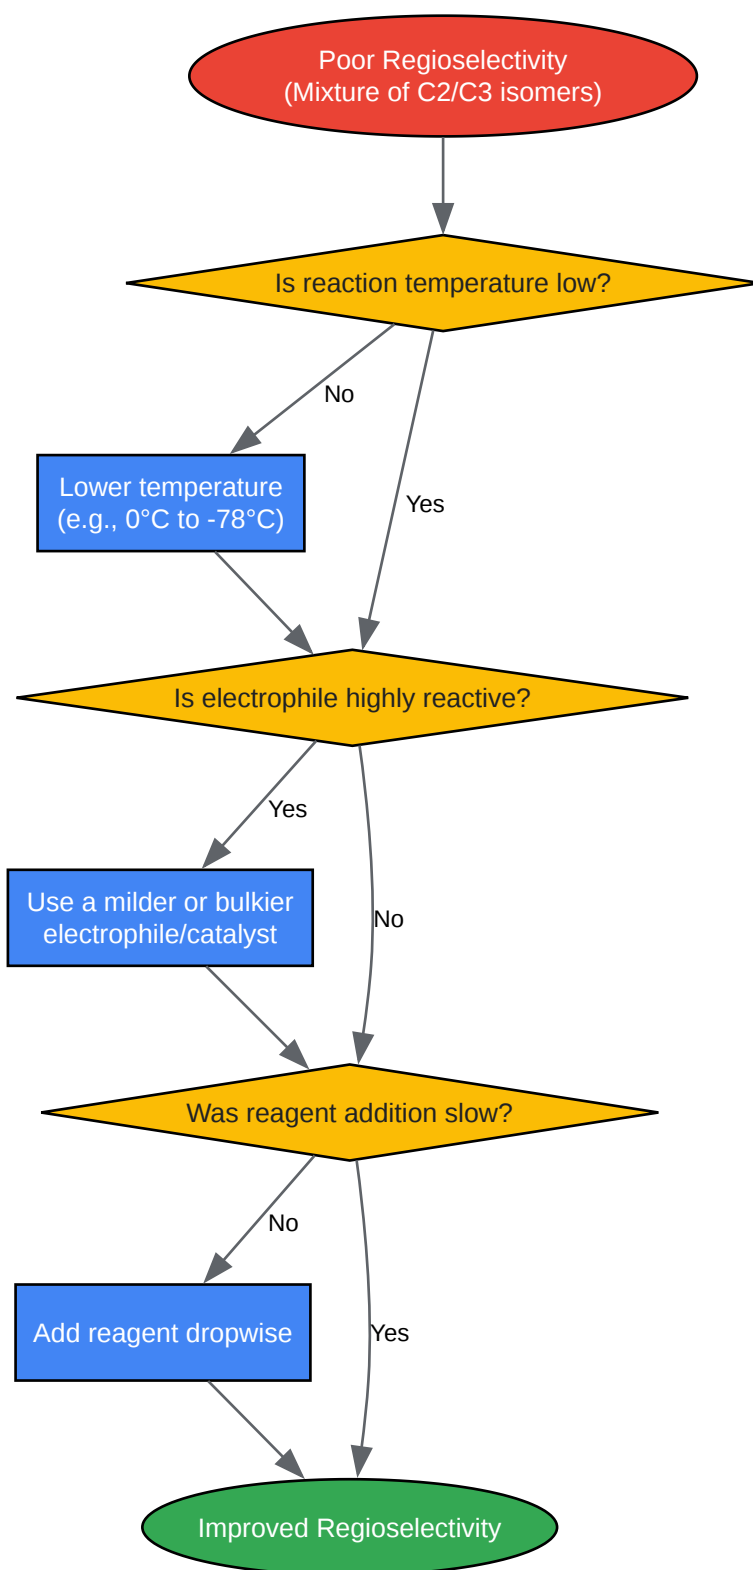 Poor Regioselectivity
(Mixture of C2/C3 isomers)
Is reaction temperature low?
No
Lower temperature
(e.g., 0°C to -78°C)
Yes
Is electrophile highly reactive?
Yes
Use a milder or bulkier
electrophile/catalyst
No
Was reagent addition slow?
No
Add reagent dropwise
Yes
Improved Regioselectivity